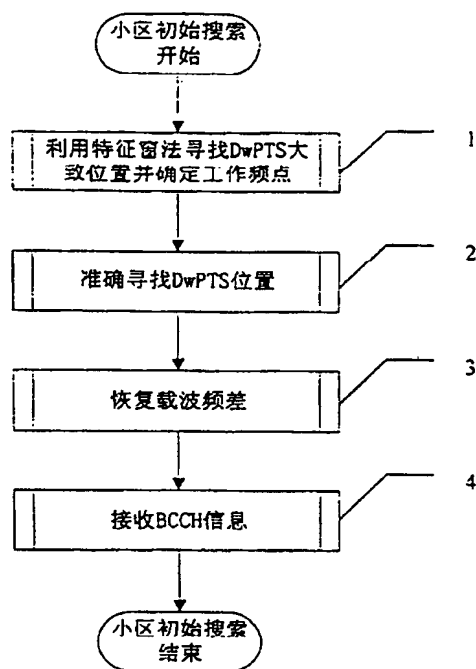 小区初始搜索
开始
利用特征窗法寻找DwPTS大
致位置并确定工作频点
1
准确寻找DwPTS位置
2
恢复载波频差
3
接收BCCH信息
4
小区初始搜索
结束